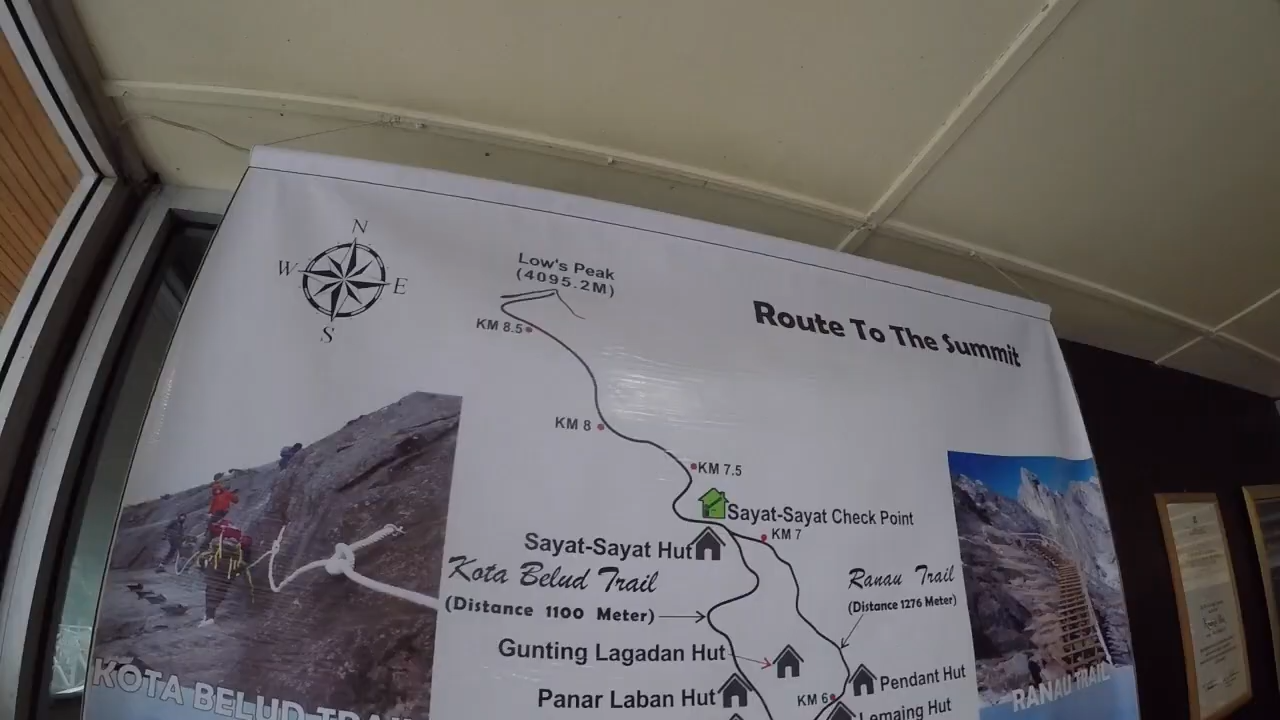 N
W
E
S
Low's Peak
(4095.2M)
Route To The Summit
KM 8.5
KM 8
KM 7.5
Sayat-Sayat Check Point
KM 7
Sayat-Sayat Hut
Kota Belud Trail
(Distance 1100 Meter)
Ranau Trail
(Distance 1276 Meter)
Gunting Lagadan Hut
Pendant Hut
Panar Laban Hut
KM 6
Lemaing Hut
KOTA BELUD TRAIL
RANAU TRAIL